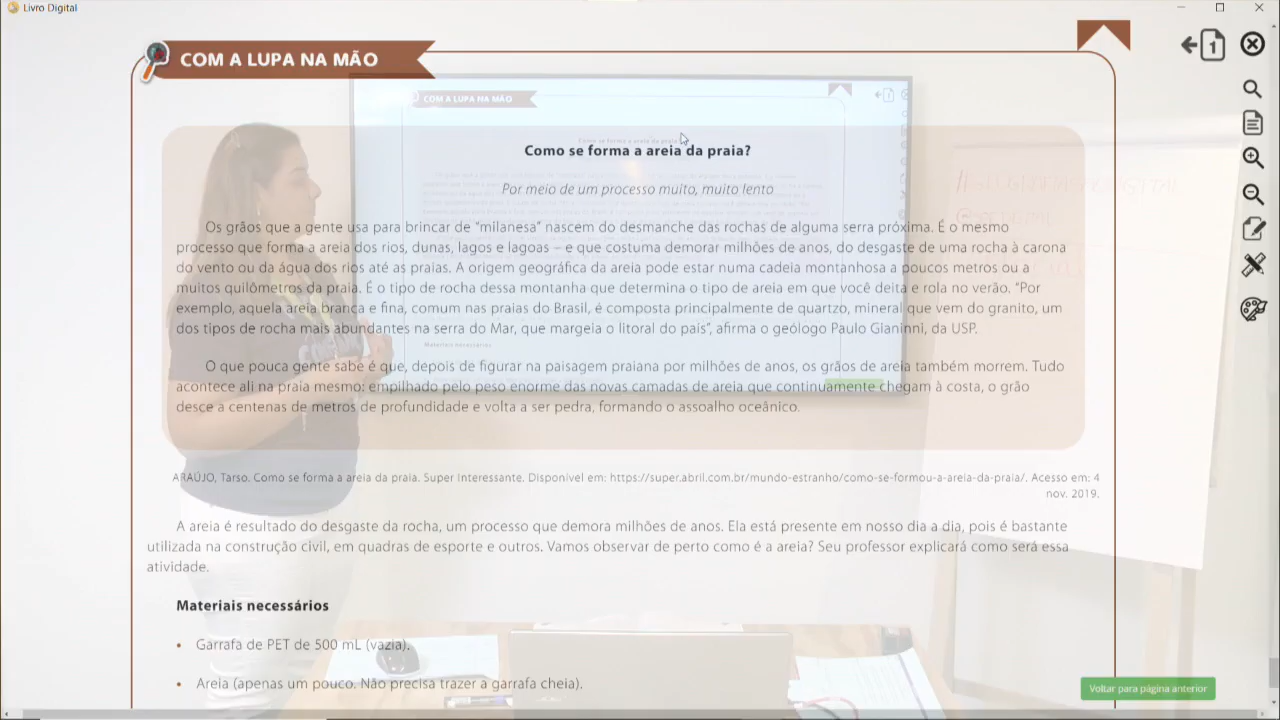 Livro Digital
COM A LUPA NA MÃO
1
COM A LUPA NA MÃO
Como se forma a areia da praia?
Por meio de um processo muito, muito lento
Os grãos que a gente usa para brincar de “milanesa” nascem do desmanche das rochas de alguma serra próxima. É o mesmo
processo que forma a areia dos rios, dunas, lagos e lagoas – e que costuma demorar milhões de anos, do desgaste de uma rocha à carona
do vento ou da água dos rios até as praias. A origem geográfica da areia pode estar numa cadeia montanhosa a poucos metros ou a
muitos quilômetros da praia. É o tipo de rocha dessa montanha que determina o tipo de areia em que você deita e rola no verão. “Por
exemplo, aquela areia branca e fina, comum nas praias do Brasil, é composta principalmente de quartzo, mineral que vem do granito, um
dos tipos de rocha mais abundantes na serra do Mar, que margeia o litoral do país”, afirma o geólogo Paulo Gianinni, da USP.
Materiais necessários
O que pouca gente sabe é que, depois de figurar na paisagem praiana por milhões de anos, os grãos de areia também morrem. Tudo
acontece ali na praia mesmo: empilhado pelo peso enorme das novas camadas de areia que continuamente chegam à costa, o grão
desce a centenas de metros de profundidade e volta a ser pedra, formando o assoalho oceânico.
ARAÚJO, Tarso. Como se forma a areia da praia. Super Interessante. Disponível em: https://super.abril.com.br/mundo-estranho/como-se-formou-a-areia-da-praia/. Acesso em: 4
nov. 2019.
A areia é resultado do desgaste da rocha, um processo que demora milhões de anos. Ela está presente em nosso dia a dia, pois é bastante
utilizada na construção civil, em quadras de esporte e outros. Vamos observar de perto como é a areia? Seu professor explicará como será essa
atividade.
Materiais necessários
• Garrafa de PET de 500 mL (vazia).
• Areia (apenas um pouco. Não precisa trazer a garrafa cheia).
Voltar para página anterior